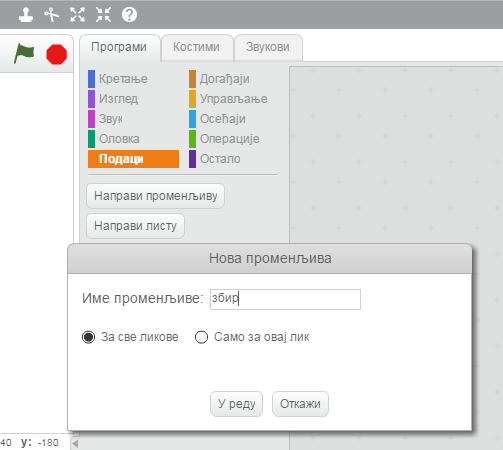 Програми Костими Звукови
Кретање Догађаји
Изглед Управљање
Звук Осећаји
Оловка Операције
Подаци Остало
Направи променљиву
Направи листу
Нова променљива
Име променљиве: збир
За све ликове Само за овај лик
У реду Откажи
40 y: -180